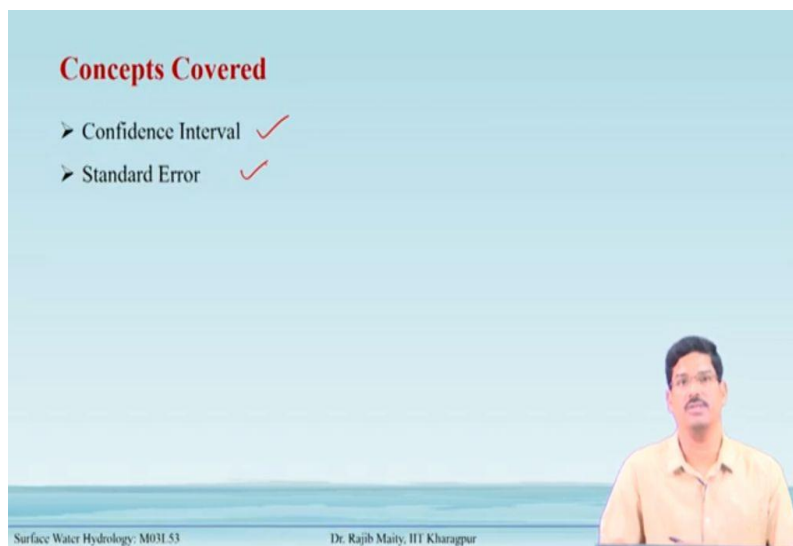 Concepts Covered
➤ Confidence Interval
➤ Standard Error
Surface Water Hydrology: M03L53
Dr. Rajib Maity, IIT Kharagpur